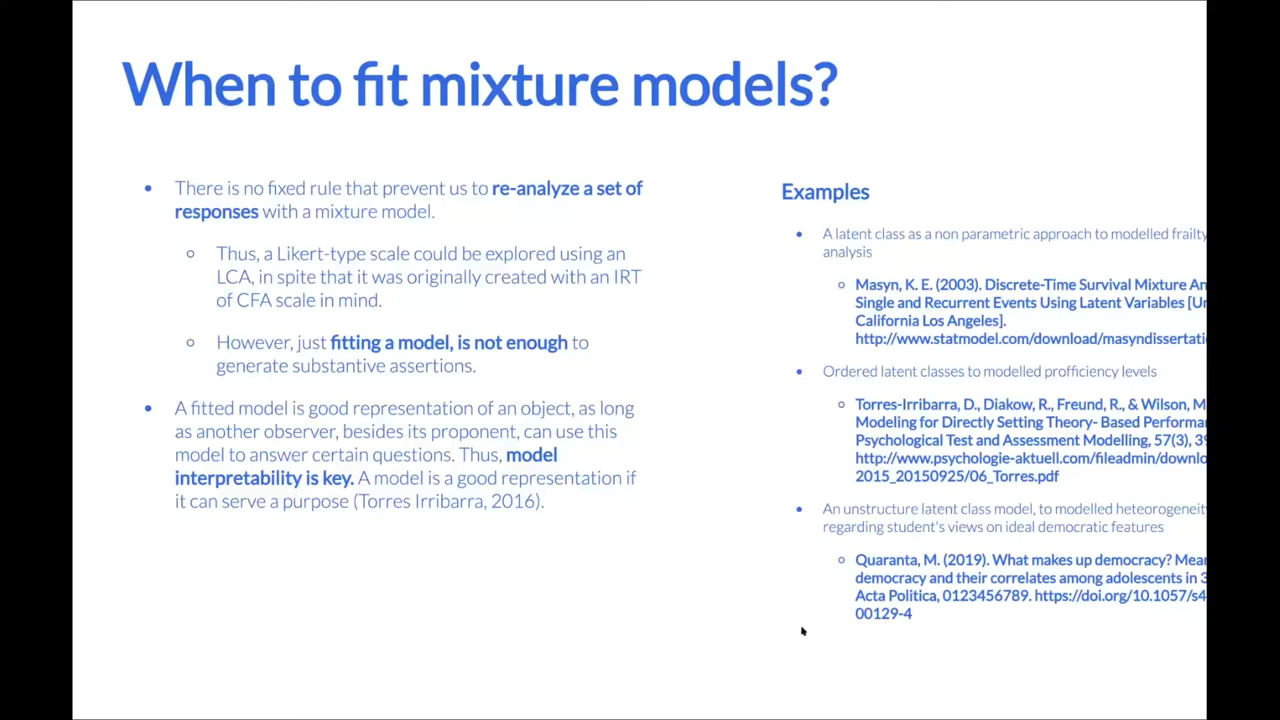 When to fit mixture models?
There is no fixed rule that prevent us to re-analyze a set of
responses with a mixture model.
Thus, a Likert-type scale could be explored using an
LCA, in spite that it was originally created with an IRT
of CFA scale in mind.
However, just fitting a model, is not enough to
generate substantive assertions.
A fitted model is good representation of an object, as long
as another observer, besides its proponent, can use this
model to answer certain questions. Thus, model
interpretability is key. A model is a good representation if
it can serve a purpose (Torres Irribarra, 2016).
Examples
A latent class as a non parametric approach to modelled frailty
analysis
Masyn, K. E. (2003). Discrete-Time Survival Mixture
Single and Recurrent Events Using Latent Variables
California Los Angeles].
http://www.statmodel.com/download/masyndissertati
Ordered latent classes to modelled profficiency levels
Torres-Irribarra, D., Diakow, R., Freund, R., & Wilson,
Modeling for Directly Setting Theory- Based
Psychological Test and Assessment Modelling, 57(3),
http://www.psychologie-aktuell.com/fileadmin/downlo
2015_20150925/06_Torres.pdf
An unstructure latent class model, to modelled
regarding student's views on ideal democratic features
Quaranta, M. (2019). What makes up democracy?
democracy and their correlates among adolescents in
Acta Politica, 0123456789. https://doi.org/10.1057/s4
00129-4